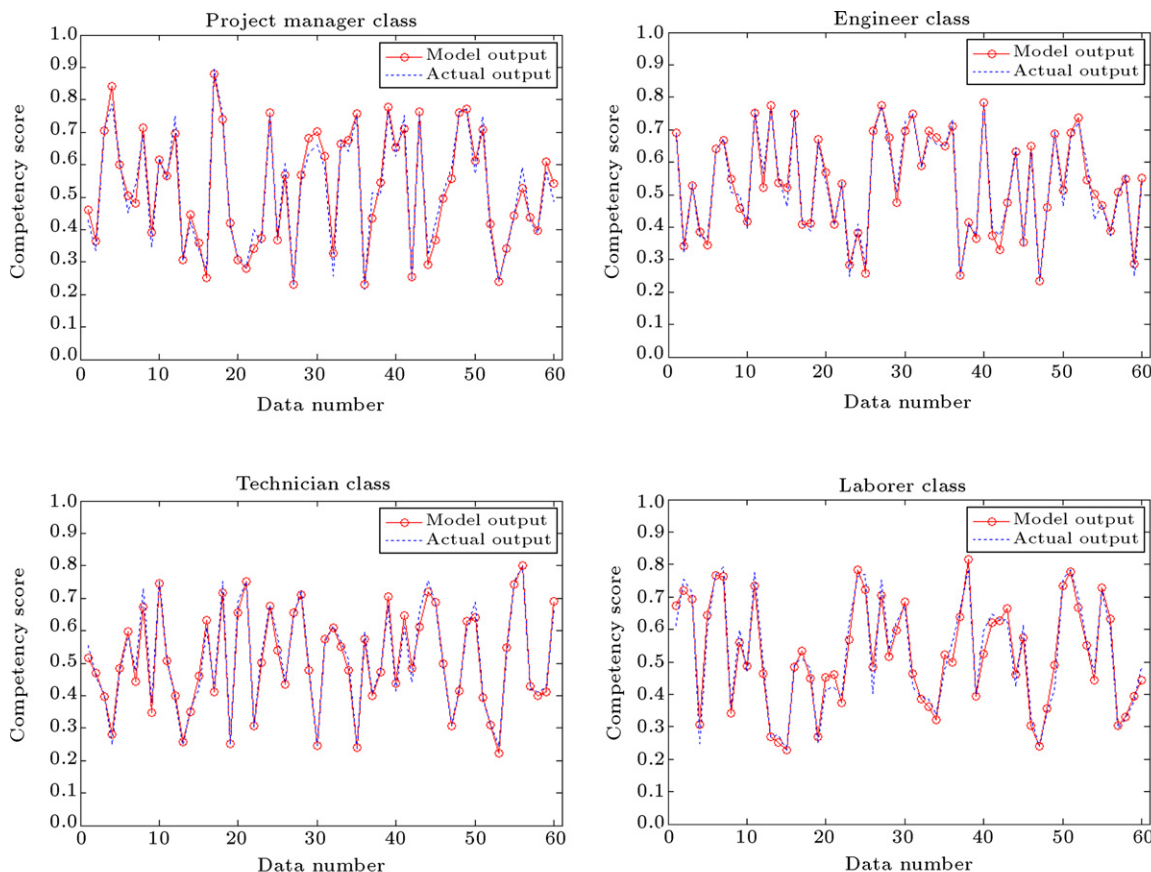 Project manager class
Model output
Actual output
Competency score
1.0
0.9
0.8
0.7
0.6
0.5
0.4
0.3
0.2
0.1
0.0
0 10 20 30 40 50 60
Data number
Engineer class
Model output
Actual output
Competency score
1.0
0.9
0.8
0.7
0.6
0.5
0.4
0.3
0.2
0.1
0.0
0 10 20 30 40 50 60
Data number
Technician class
Model output
Actual output
Competency score
1.0
0.9
0.8
0.7
0.6
0.5
0.4
0.3
0.2
0.1
0.0
0 10 20 30 40 50 60
Data number
Laborer class
Model output
Actual output
Competency score
1.0
0.9
0.8
0.7
0.6
0.5
0.4
0.3
0.2
0.1
0.0
0 10 20 30 40 50 60
Data number